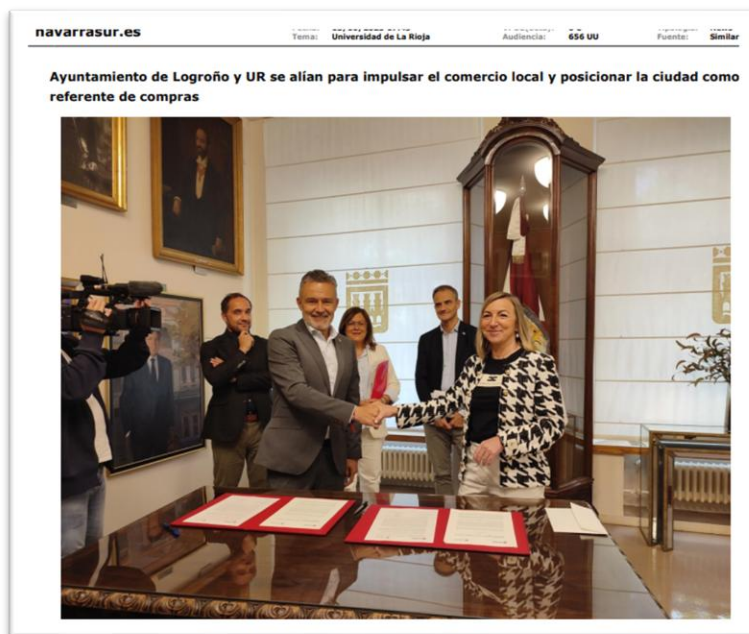 navarrasur.es
Tema: Universidad de La Rioja
Audiencia: 656 UU
Fuente: Similar
Ayuntamiento de Logroño y UR se alían para impulsar el comercio local y posicionar la ciudad como
referente de compras